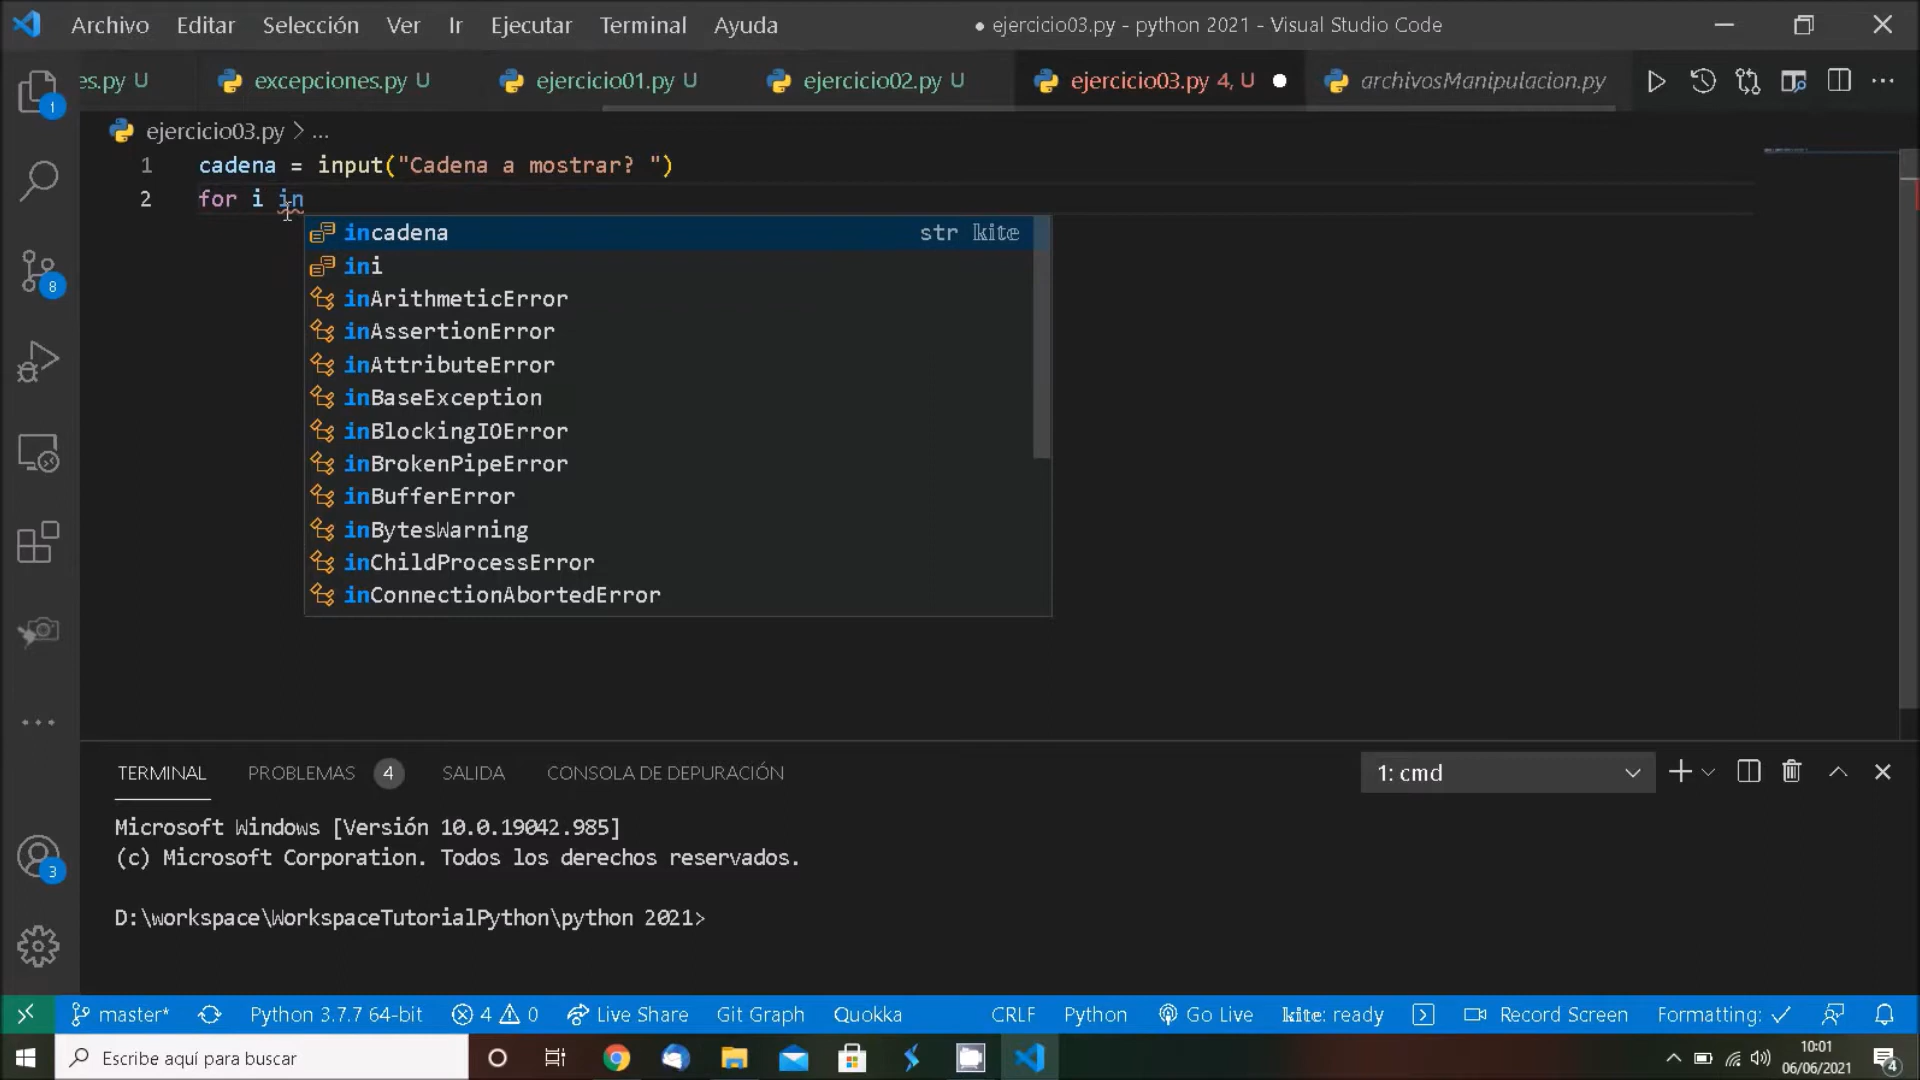 Archivo Editar Selección Ver Ir Ejecutar Terminal Ayuda ● ejercicio03.py - python 2021 - Visual Studio Code
es.py U excepciones.py U ejercicio01.py U ejercicio02.py U ejercicio03.py 4, U archivosManipulacion.py
1
ejercicio03.py > ...
1 cadena = input("Cadena a mostrar? ")
2 for i in
incadena str kite
ini
8
inArithmeticError
inAssertionError
inAttributeError
inBaseException
inBlockingIOError
inBrokenPipeError
inBufferError
inBytesWarning
inChildProcessError
inConnectionAbortedError
TERMINAL PROBLEMAS 4 SALIDA CONSOLA DE DEPURACIÓN 1: cmd
Microsoft Windows [Versión 10.0.19042.985]
(c) Microsoft Corporation. Todos los derechos reservados.
3
D:\workspace\WorkspaceTutorialPython\python 2021>
master* Python 3.7.7 64-bit 4 0 Live Share Git Graph Quokka CRLF Python Go Live kite: ready Record Screen Formatting: ✓
Escribe aquí para buscar
10:01
06/06/2021
4